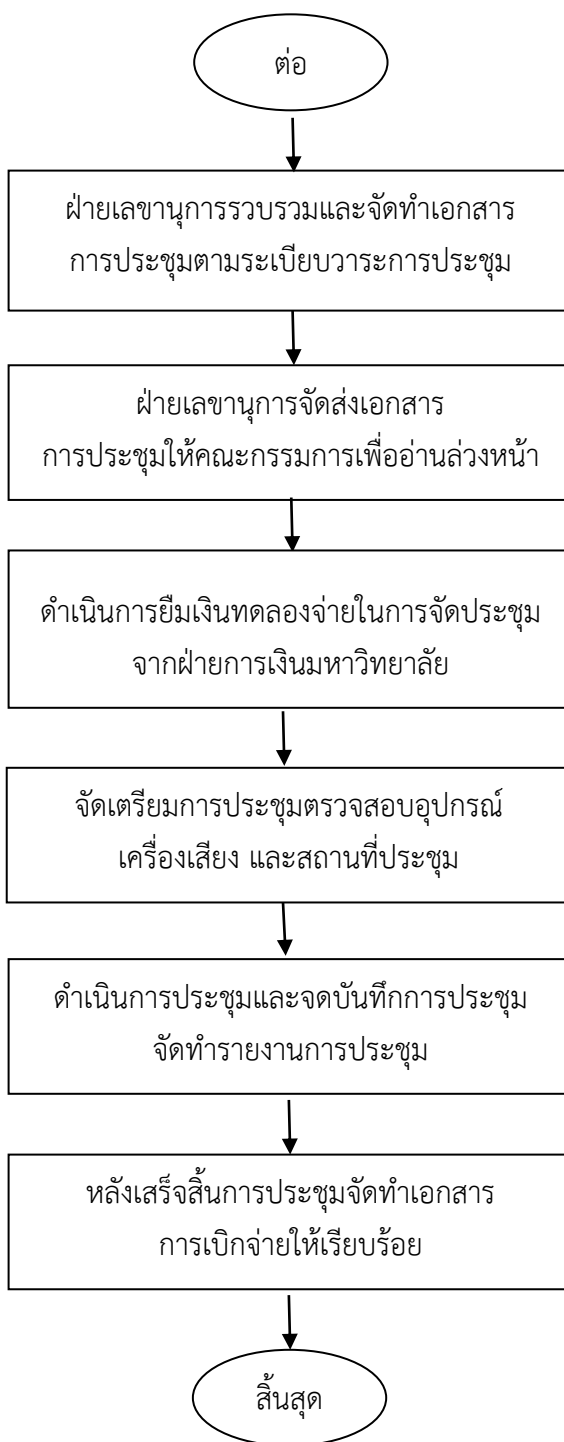 ต่อ
ฝ่ายเลขานุการรวบรวมและจัดทำเอกสาร
การประชุมตามระเบียบวาระการประชุม
ฝ่ายเลขานุการจัดส่งเอกสาร
การประชุมให้คณะกรรมการเพื่ออ่านล่วงหน้า
ดำเนินการยืมเงินทดลองจ่ายในการจัดประชุม
จากฝ่ายการเงินมหาวิทยาลัย
จัดเตรียมการประชุมตรวจสอบอุปกรณ์
เครื่องเสียง และสถานที่ประชุม
ดำเนินการประชุมและจดบันทึกการประชุม
จัดทำรายงานการประชุม
หลังเสร็จสิ้นการประชุมจัดทำเอกสาร
การเบิกจ่ายให้เรียบร้อย
สิ้นสุด